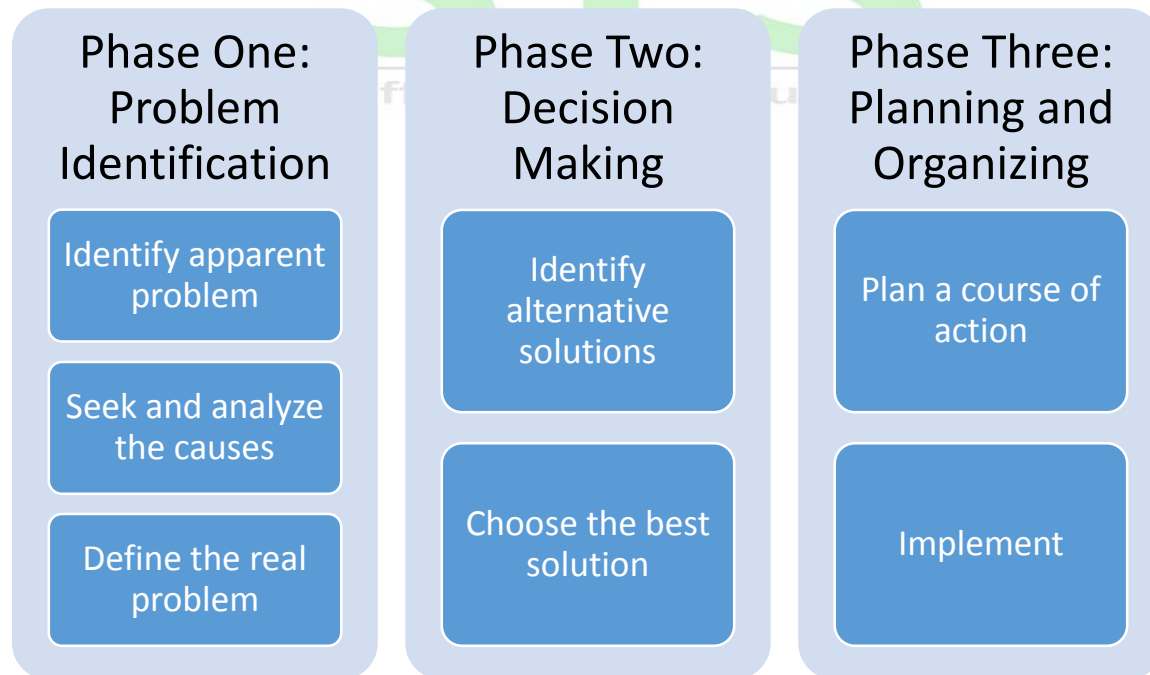 Phase One:
Problem
Identification
Identify apparent
problem
Seek and analyze
the causes
Define the real
problem
Phase Two:
Decision
Making
Identify
alternative
solutions
Choose the best
solution
Phase Three:
Planning and
Organizing
Plan a course of
action
Implement